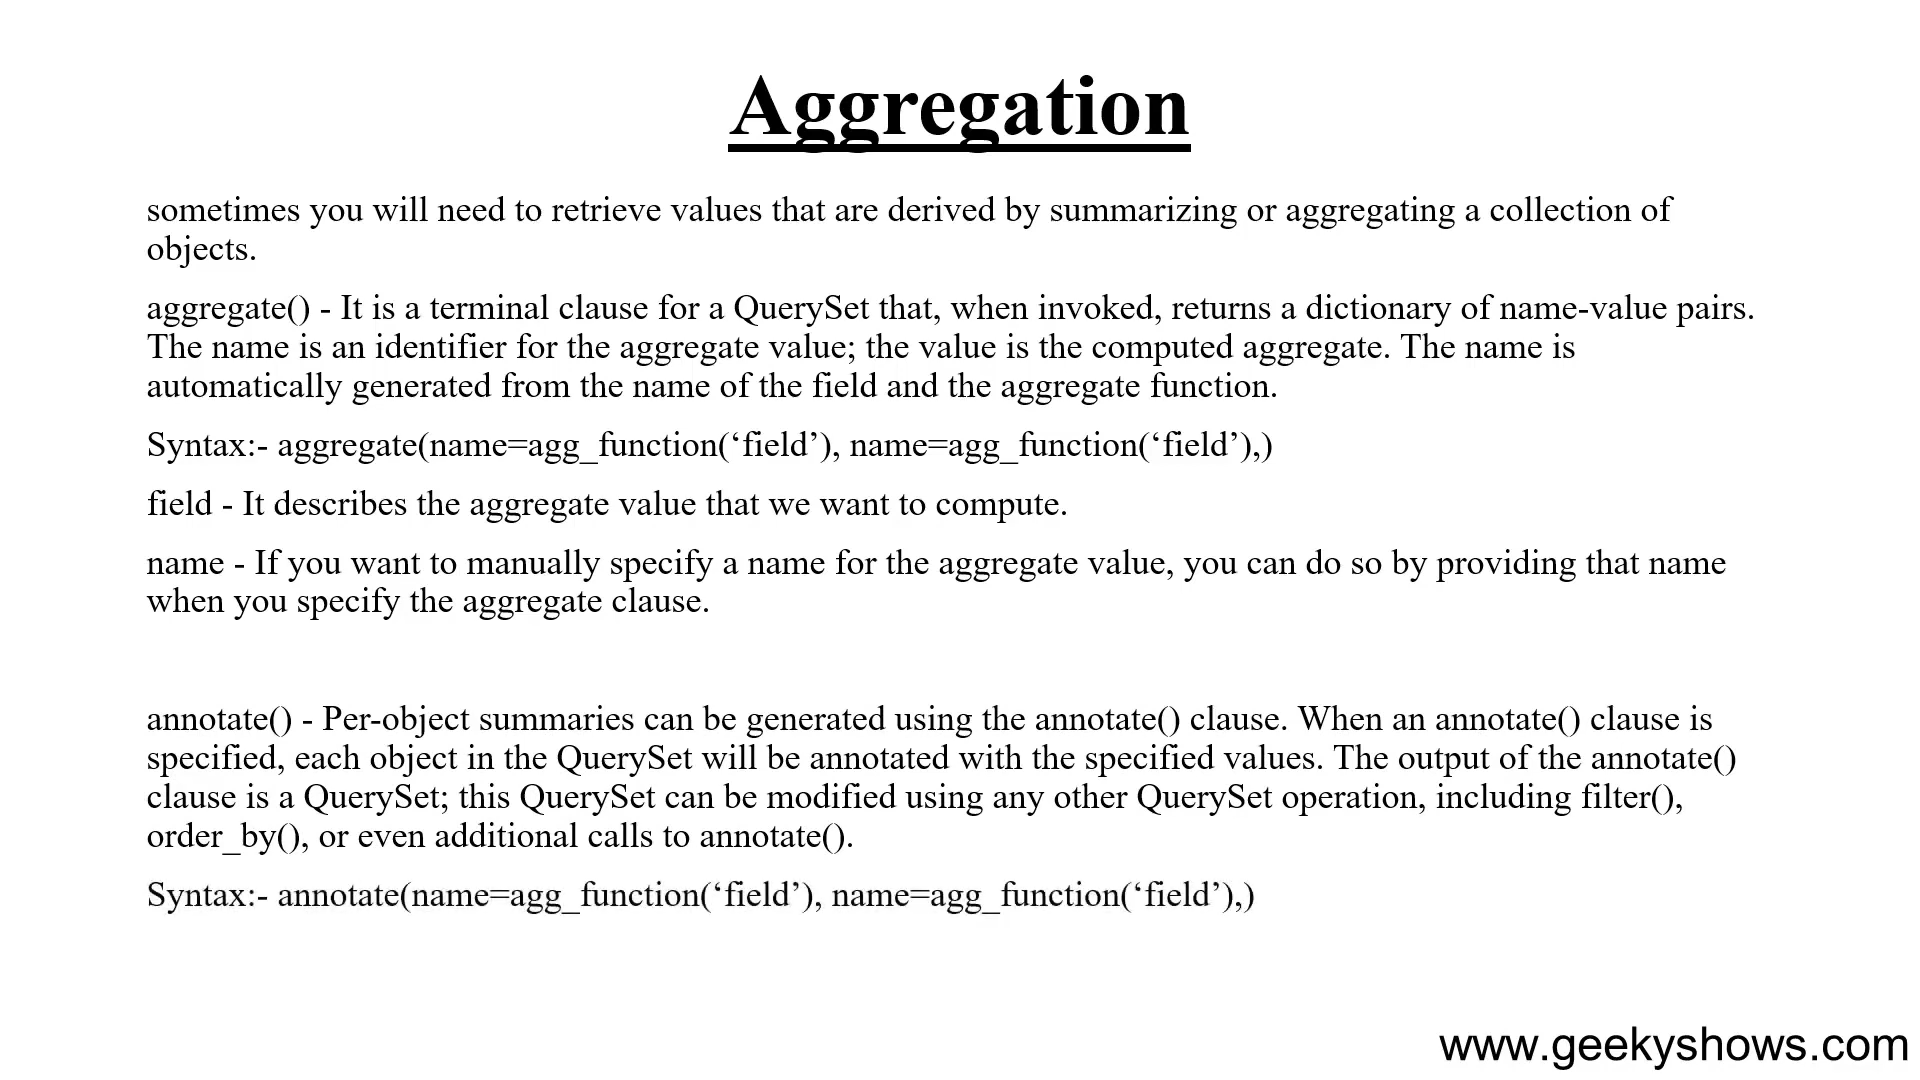 Aggregation
sometimes you will need to retrieve values that are derived by summarizing or aggregating a collection of
objects.
aggregate() - It is a terminal clause for a QuerySet that, when invoked, returns a dictionary of name-value pairs.
The name is an identifier for the aggregate value; the value is the computed aggregate. The name is
automatically generated from the name of the field and the aggregate function.
Syntax:- aggregate(name=agg_function(‘field’), name=agg_function(‘field’),)
field - It describes the aggregate value that we want to compute.
name - If you want to manually specify a name for the aggregate value, you can do so by providing that name
when you specify the aggregate clause.
annotate() - Per-object summaries can be generated using the annotate() clause. When an annotate() clause is
specified, each object in the QuerySet will be annotated with the specified values. The output of the annotate()
clause is a QuerySet; this QuerySet can be modified using any other QuerySet operation, including filter(),
order_by(), or even additional calls to annotate().
Syntax:- annotate(name=agg_function(‘field’), name=agg_function(‘field’),)
www.geekyshows.com